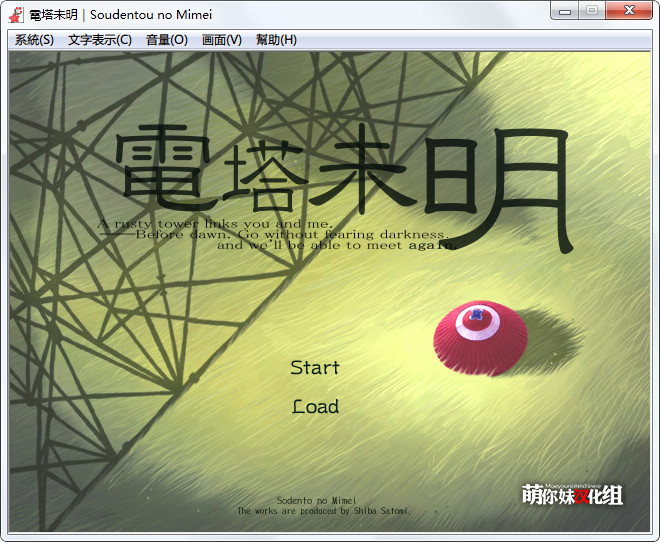 電塔未明 | Soudentou no Mimei
系統(S) 文字表示(C) 音量(O) 画面(V) 幫助(H)
電塔未明
A rusty tower links you and me.
——Before dawn. Go without fearing darkness.
and we'll be able to meet again.
Start
Load
Moeyoursisterchinese
萌你妹汉化组
Sodento no Mimei
The works are produced by Shiba Satomi.